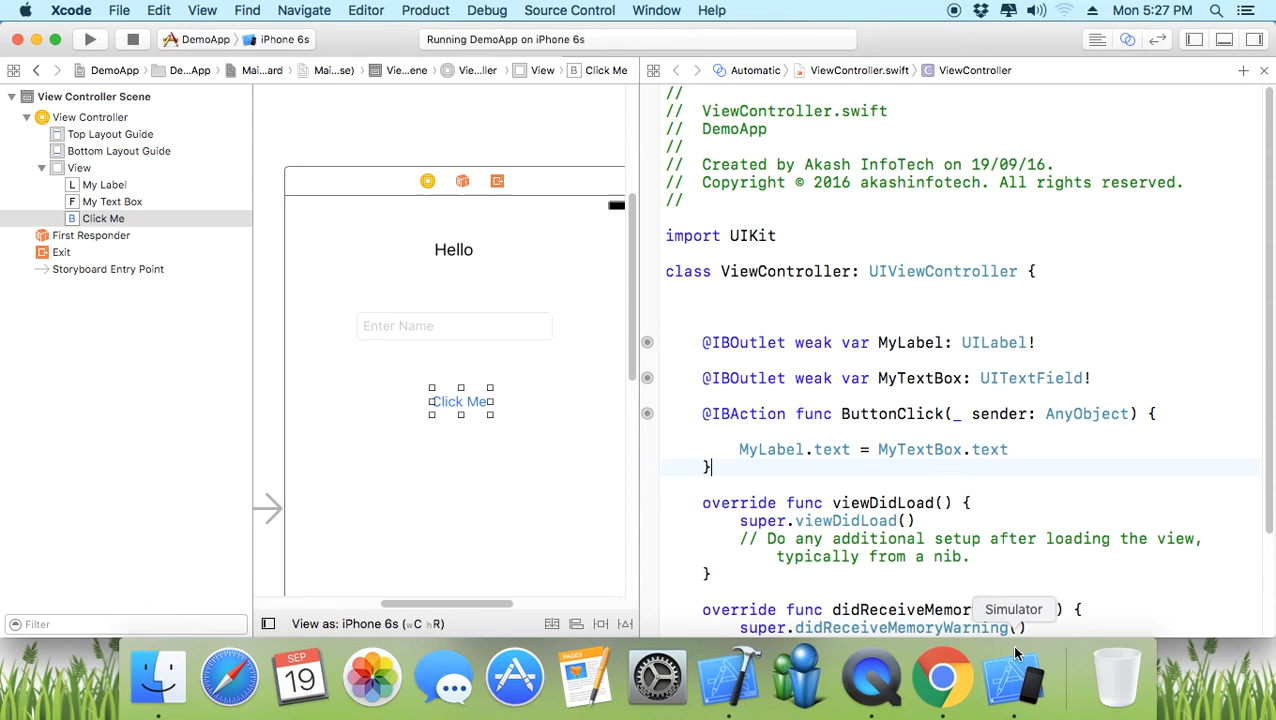 Xcode File Edit View Find Navigate Editor Product Debug Source Control Window Help Mon 5:27 PM
DemoApp iPhone 6s Running DemoApp on iPhone 6s
DemoApp De...App Mai...ard Mai...se) Vie...ene Vie...ller View Click Me Automatic ViewController.swift C ViewController
View Controller Scene
View Controller
Top Layout Guide
Bottom Layout Guide
View
L My Label
F My Text Box
B Click Me
First Responder
Exit
Storyboard Entry Point
Filter
Hello
Enter Name
Click Me
View as: iPhone 6s (wC hR)
//
// ViewController.swift
// DemoApp
//
// Created by Akash InfoTech on 19/09/16.
// Copyright © 2016 akashinfotech. All rights reserved.
//
import UIKit
class ViewController: UIViewController {
@IBOutlet weak var MyLabel: UILabel!
@IBOutlet weak var MyTextBox: UITextField!
@IBAction func ButtonClick(_ sender: AnyObject) {
MyLabel.text = MyTextBox.text
}
override func viewDidLoad() {
super.viewDidLoad()
// Do any additional setup after loading the view,
typically from a nib.
}
override func didReceiveMemor ) {
super.didReceiveMemoryWarning()
Simulator
SEP
19